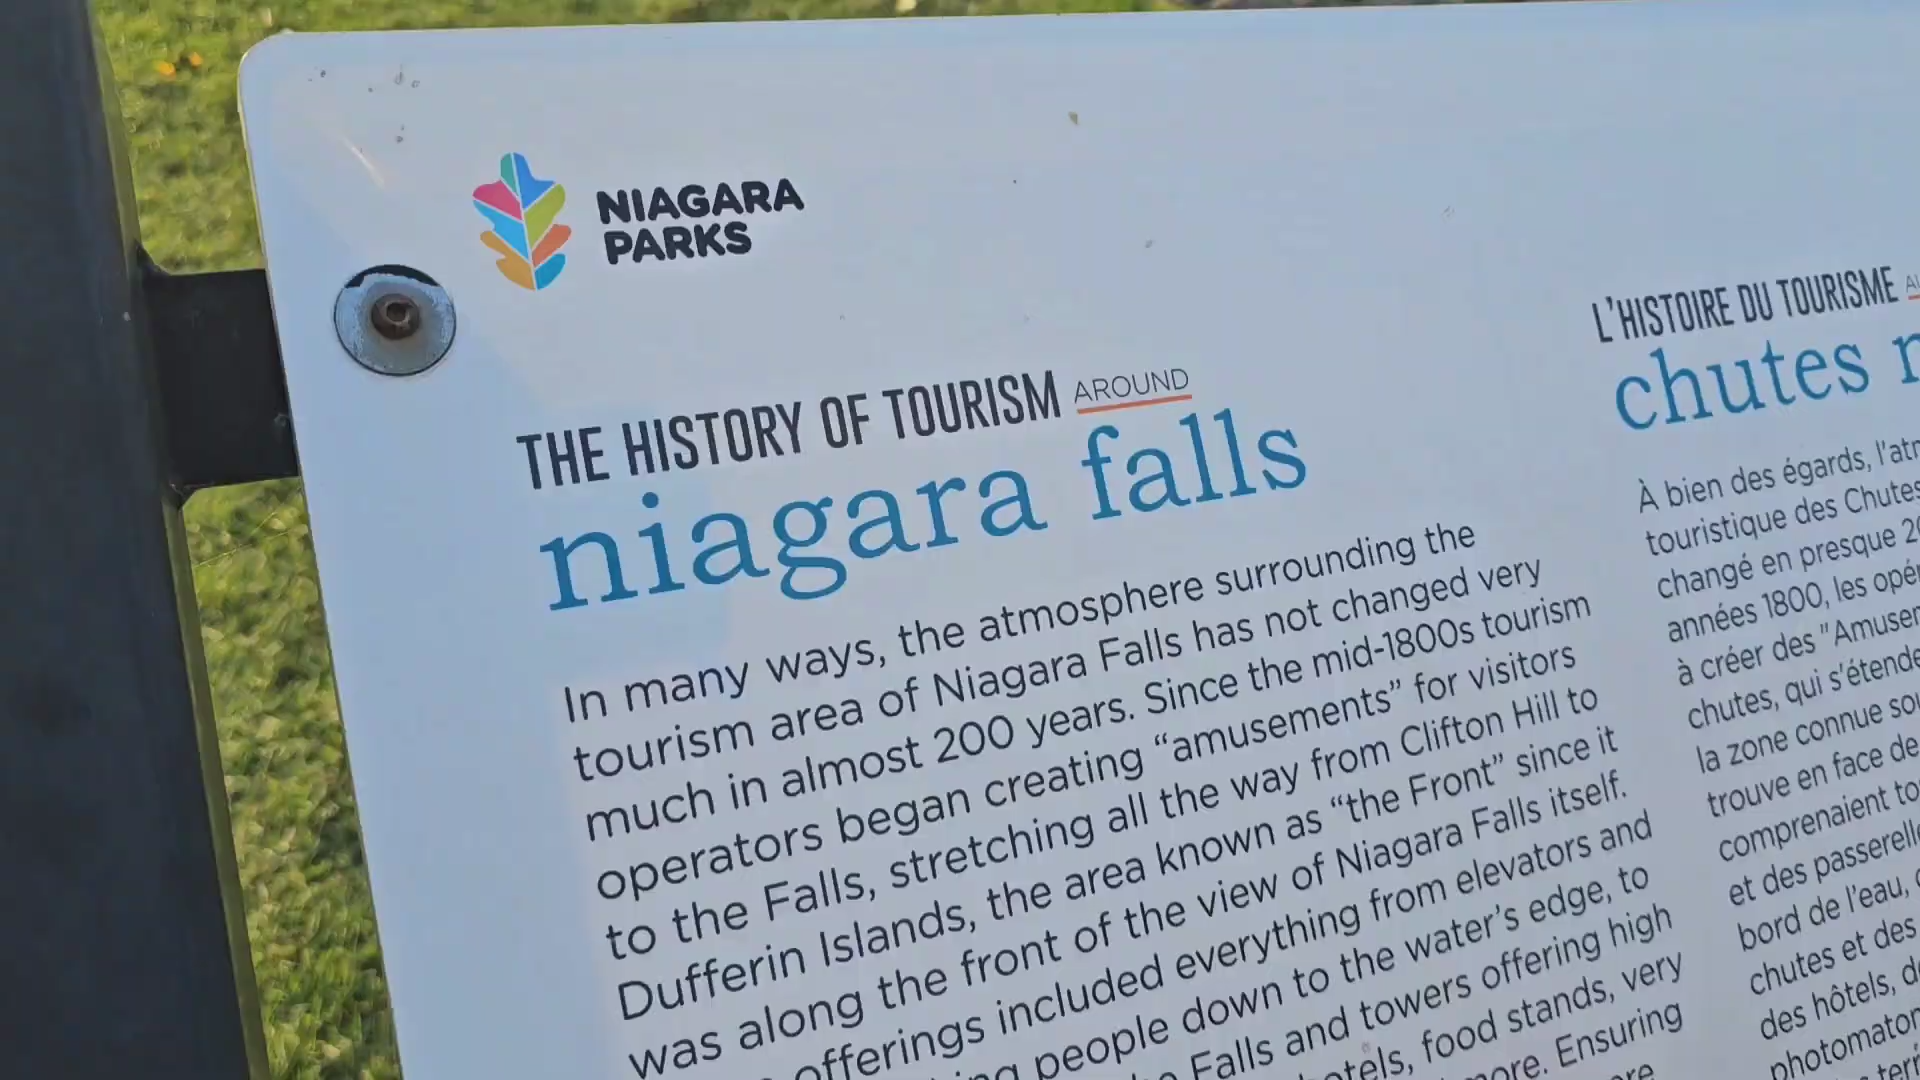 NIAGARA
PARKS
THE HISTORY OF TOURISM AROUND
niagara falls
In many ways, the atmosphere surrounding the
tourism area of Niagara Falls has not changed very
much in almost 200 years. Since the mid-1800s tourism
operators began creating “amusements” for visitors
to the Falls, stretching all the way from Clifton Hill to
Dufferin Islands, the area known as “the Front” since it
was along the front of the view of Niagara Falls itself.
offerings included everything from elevators and
people down to the water’s edge, to
Falls and towers offering high
food stands, very
more. Ensuring
L'HISTOIRE DU TOURISME
chutes
À bien des égards, l'
touristique des Chutes
changé en presque
années 1800, les
à créer des "
chutes, qui s'
la zone connue
trouve en face de
comprenaient
et des
bord de l'eau,
chutes et des
des hôtels,